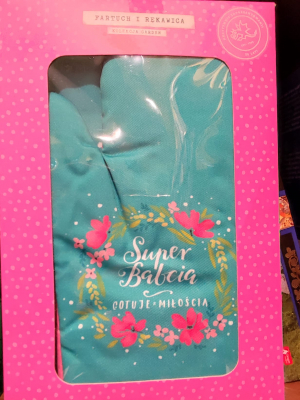 FARTUCH I RĘKAWICA
Super
Babcia
GOTUJE Z MIŁOŚCIĄ